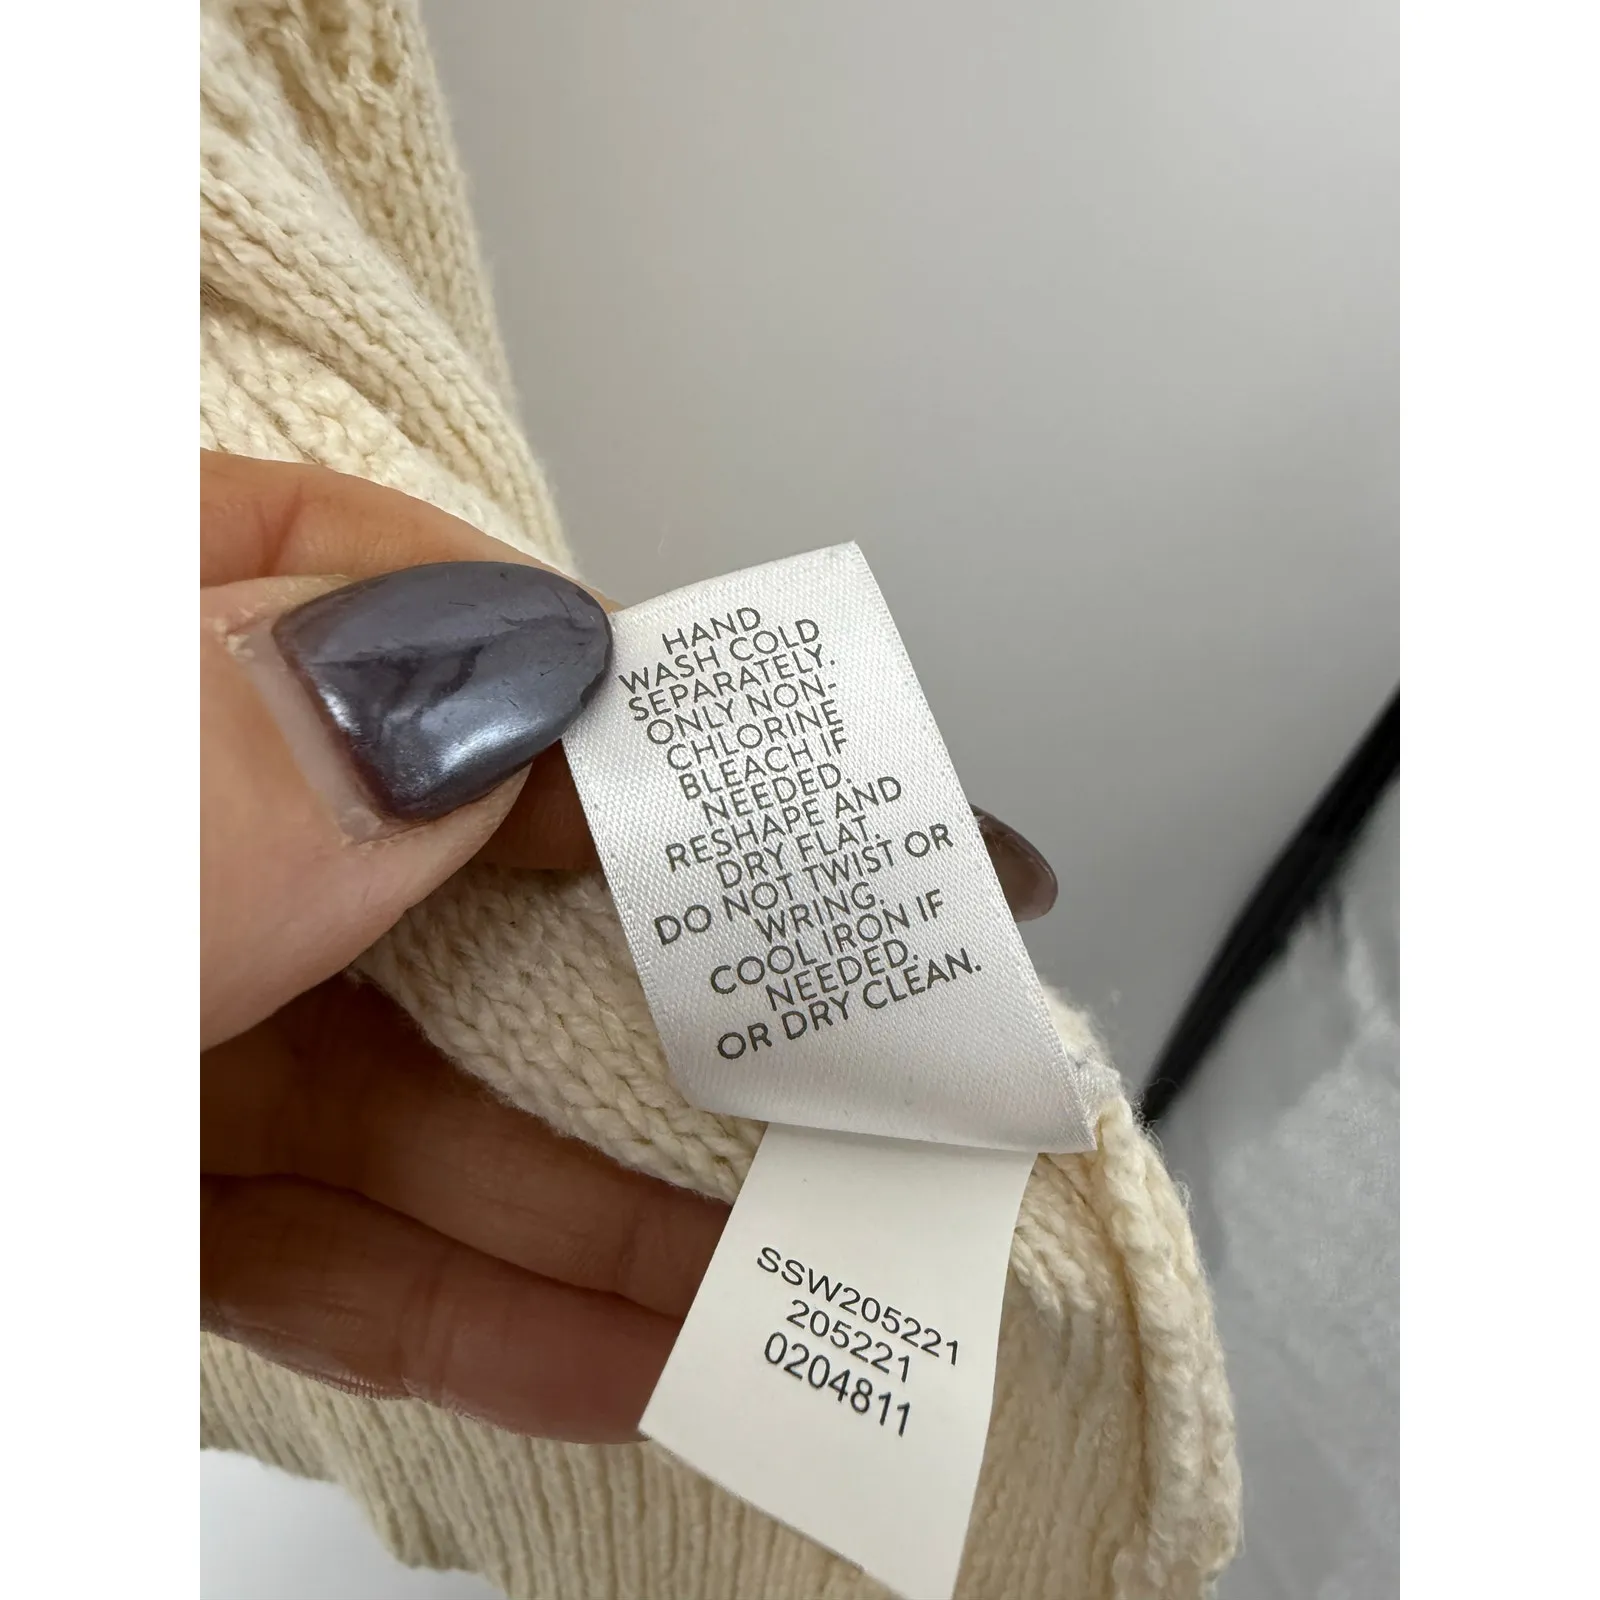 HAND
WASH COLD
SEPARATELY.
ONLY NON-
CHLORINE
BLEACH IF
NEEDED.
RESHAPE AND
DRY FLAT.
DO NOT TWIST OR
WRING.
COOL IRON IF
NEEDED.
OR DRY CLEAN.
SSW205221
205221
0204811